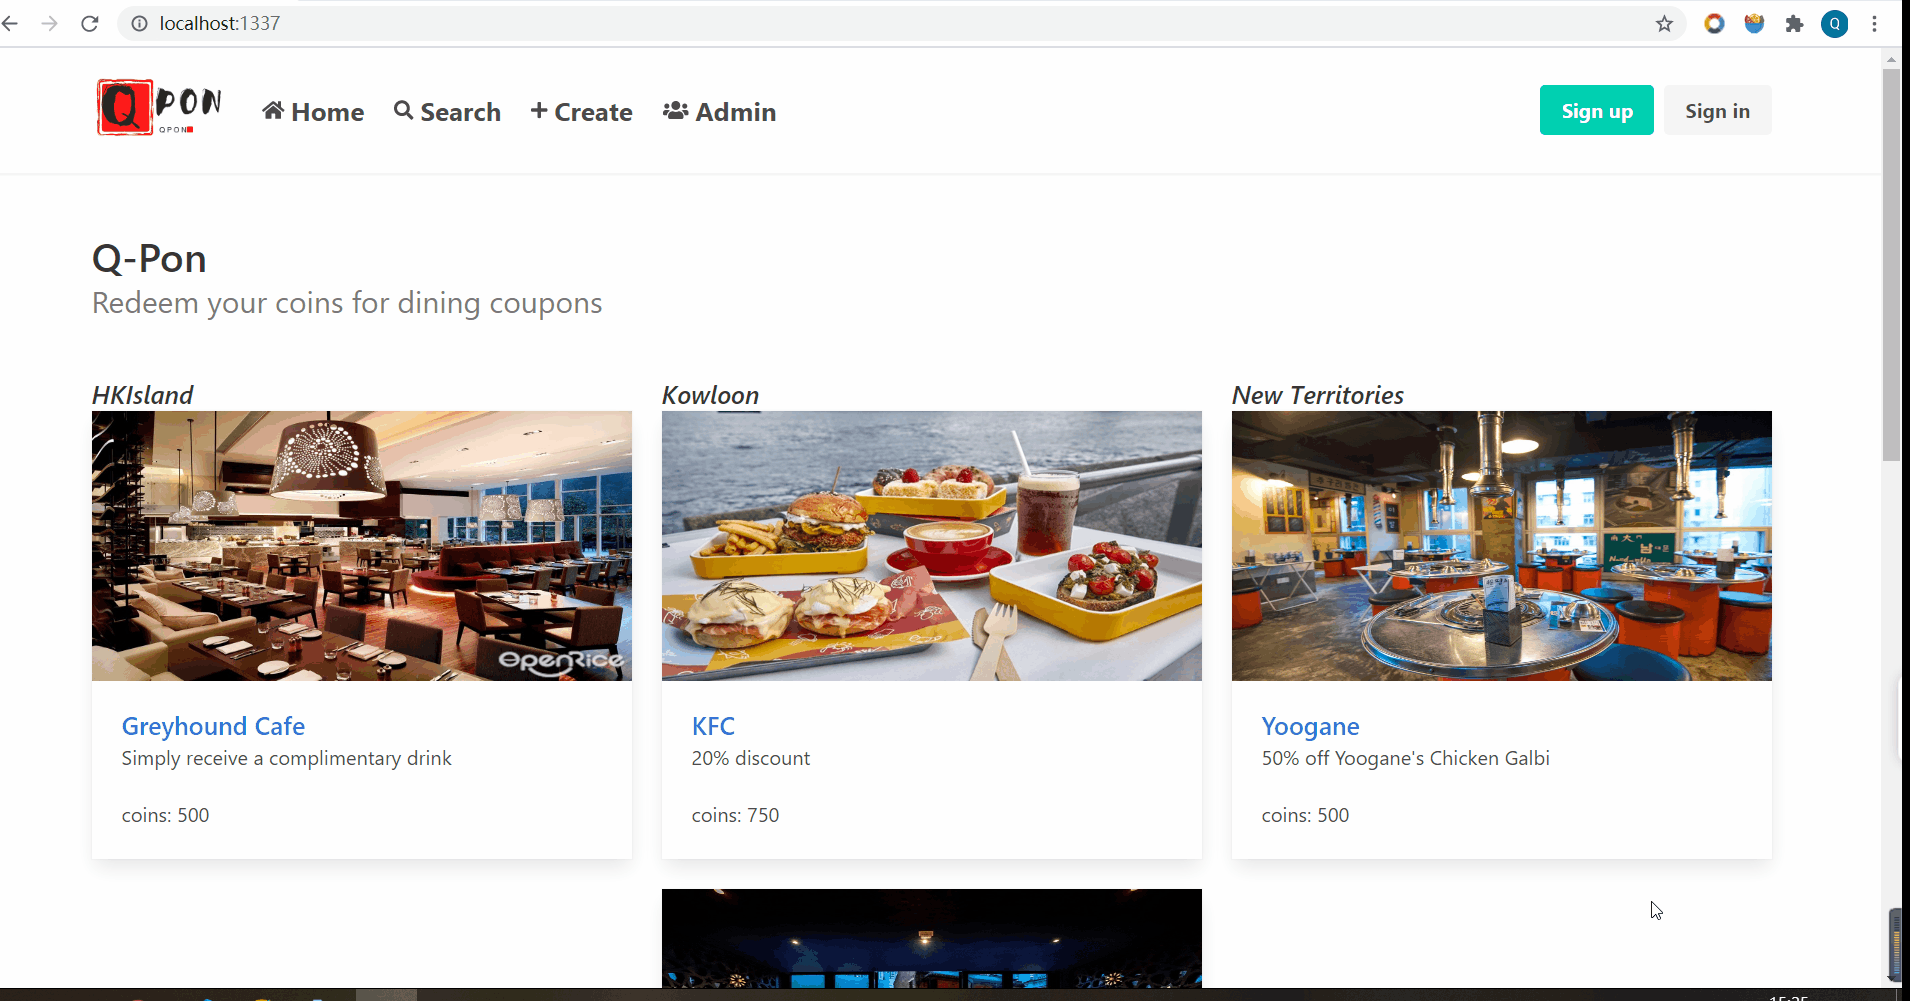 localhost:1337
Q
QPON
QPON
Home
Search
Create
Admin
Sign up
Sign in
Q-Pon
Redeem your coins for dining coupons
HKIsland
Kowloon
New Territories
OpenRice
Greyhound Cafe
Simply receive a complimentary drink
coins: 500
KFC
20% discount
coins: 750
Yoogane
50% off Yoogane's Chicken Galbi
coins: 500